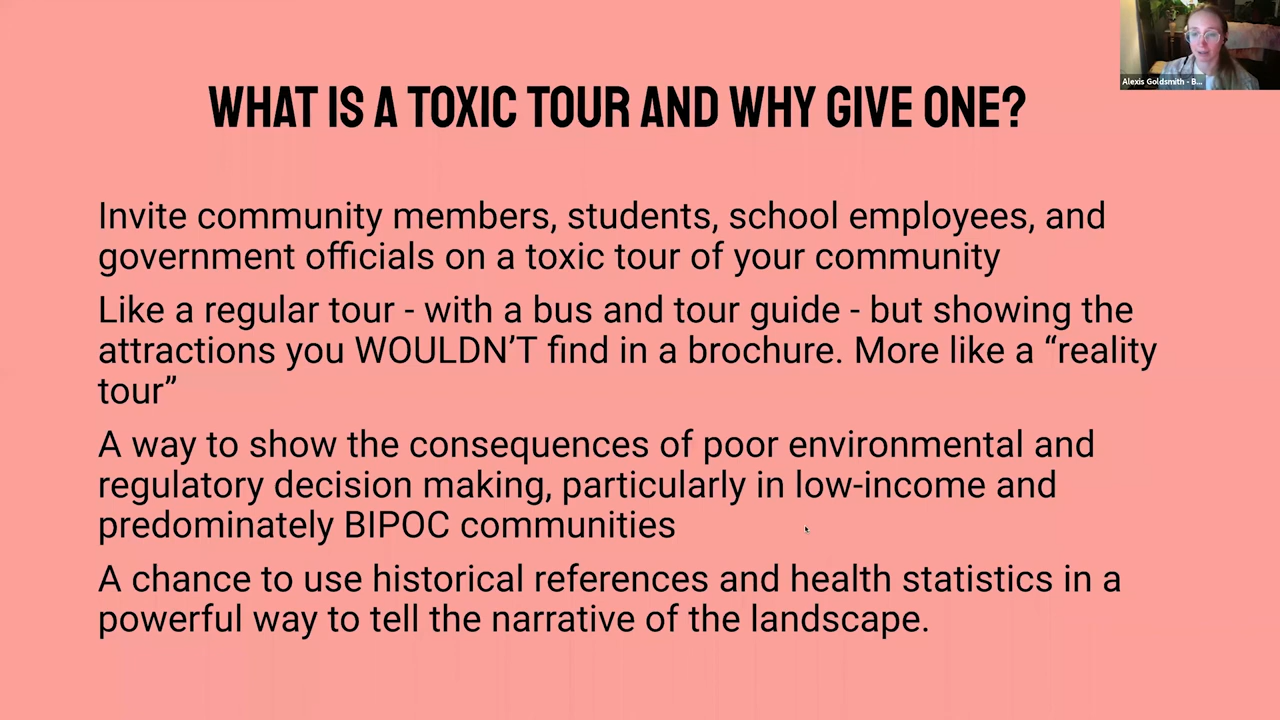 WHAT IS A TOXIC TOUR AND WHY GIVE ONE?
Alexis Goldsmith - B...
Invite community members, students, school employees, and
government officials on a toxic tour of your community
Like a regular tour - with a bus and tour guide - but showing the
attractions you WOULDN’T find in a brochure. More like a “reality
tour”
A way to show the consequences of poor environmental and
regulatory decision making, particularly in low-income and
predominately BIPOC communities
A chance to use historical references and health statistics in a
powerful way to tell the narrative of the landscape.